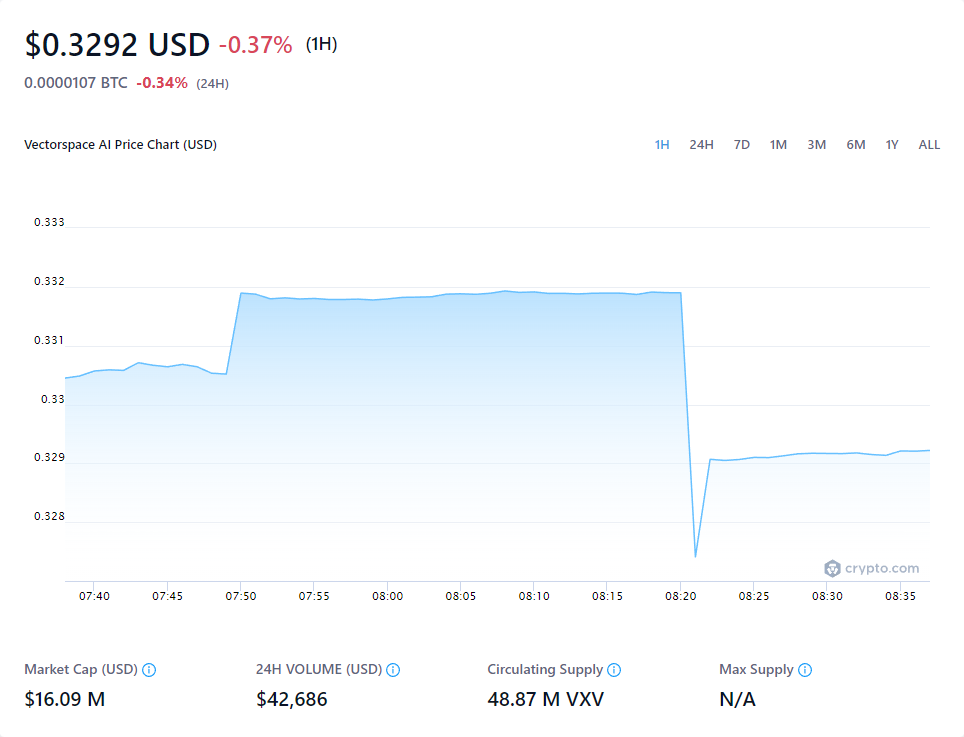 $0.3292 USD -0.37% (1H)
0.0000107 BTC -0.34% (24H)
Vectorspace AI Price Chart (USD)
1H 24H 7D 1M 3M 6M 1Y ALL
0.333
0.332
0.331
0.33
0.329
0.328
crypto.com
07:40 07:45 07:50 07:55 08:00 08:05 08:10 08:15 08:20 08:25 08:30 08:35
Market Cap (USD) 24H VOLUME (USD) Circulating Supply Max Supply
$16.09 M $42,686 48.87 M VXV N/A